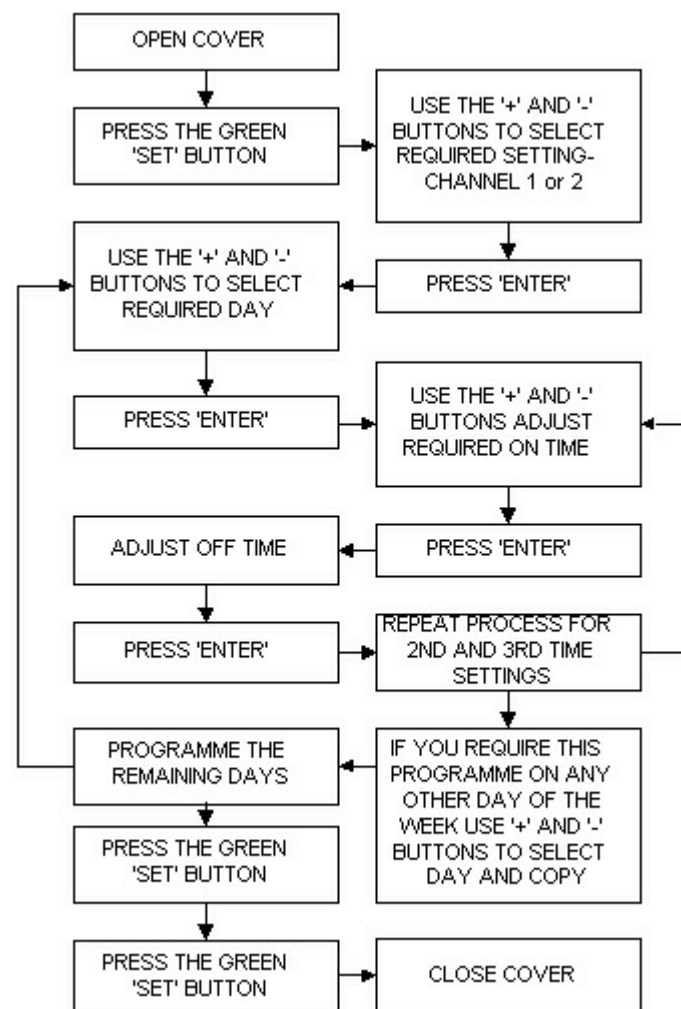 OPEN COVER
PRESS THE GREEN
'SET' BUTTON
USE THE '+' AND '-'
BUTTONS TO SELECT
REQUIRED SETTING-
CHANNEL 1 or 2
PRESS 'ENTER'
USE THE '+' AND '-'
BUTTONS TO SELECT
REQUIRED DAY
PRESS 'ENTER'
USE THE '+' AND '-'
BUTTONS ADJUST
REQUIRED ON TIME
PRESS 'ENTER'
ADJUST OFF TIME
PRESS 'ENTER'
REPEAT PROCESS FOR
2ND AND 3RD TIME
SETTINGS
IF YOU REQUIRE THIS
PROGRAMME ON ANY
OTHER DAY OF THE
WEEK USE '+' AND '-'
BUTTONS TO SELECT
DAY AND COPY
PROGRAMME THE
REMAINING DAYS
PRESS THE GREEN
'SET' BUTTON
PRESS THE GREEN
'SET' BUTTON
CLOSE COVER